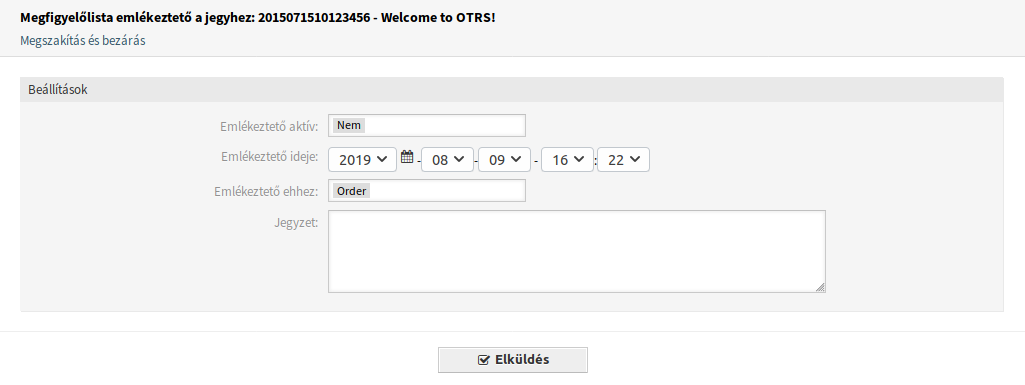 Megfigyelőlista emlékeztető a jegyhez: 2015071510123456 - Welcome to OTRS!
Megszakítás és bezárás
Beállítások
Emlékeztető aktív: Nem
Emlékeztető ideje: 2019 - 08 - 09 - 16 : 22
Emlékeztető ehhez: Order
Jegyzet:
Elküldés